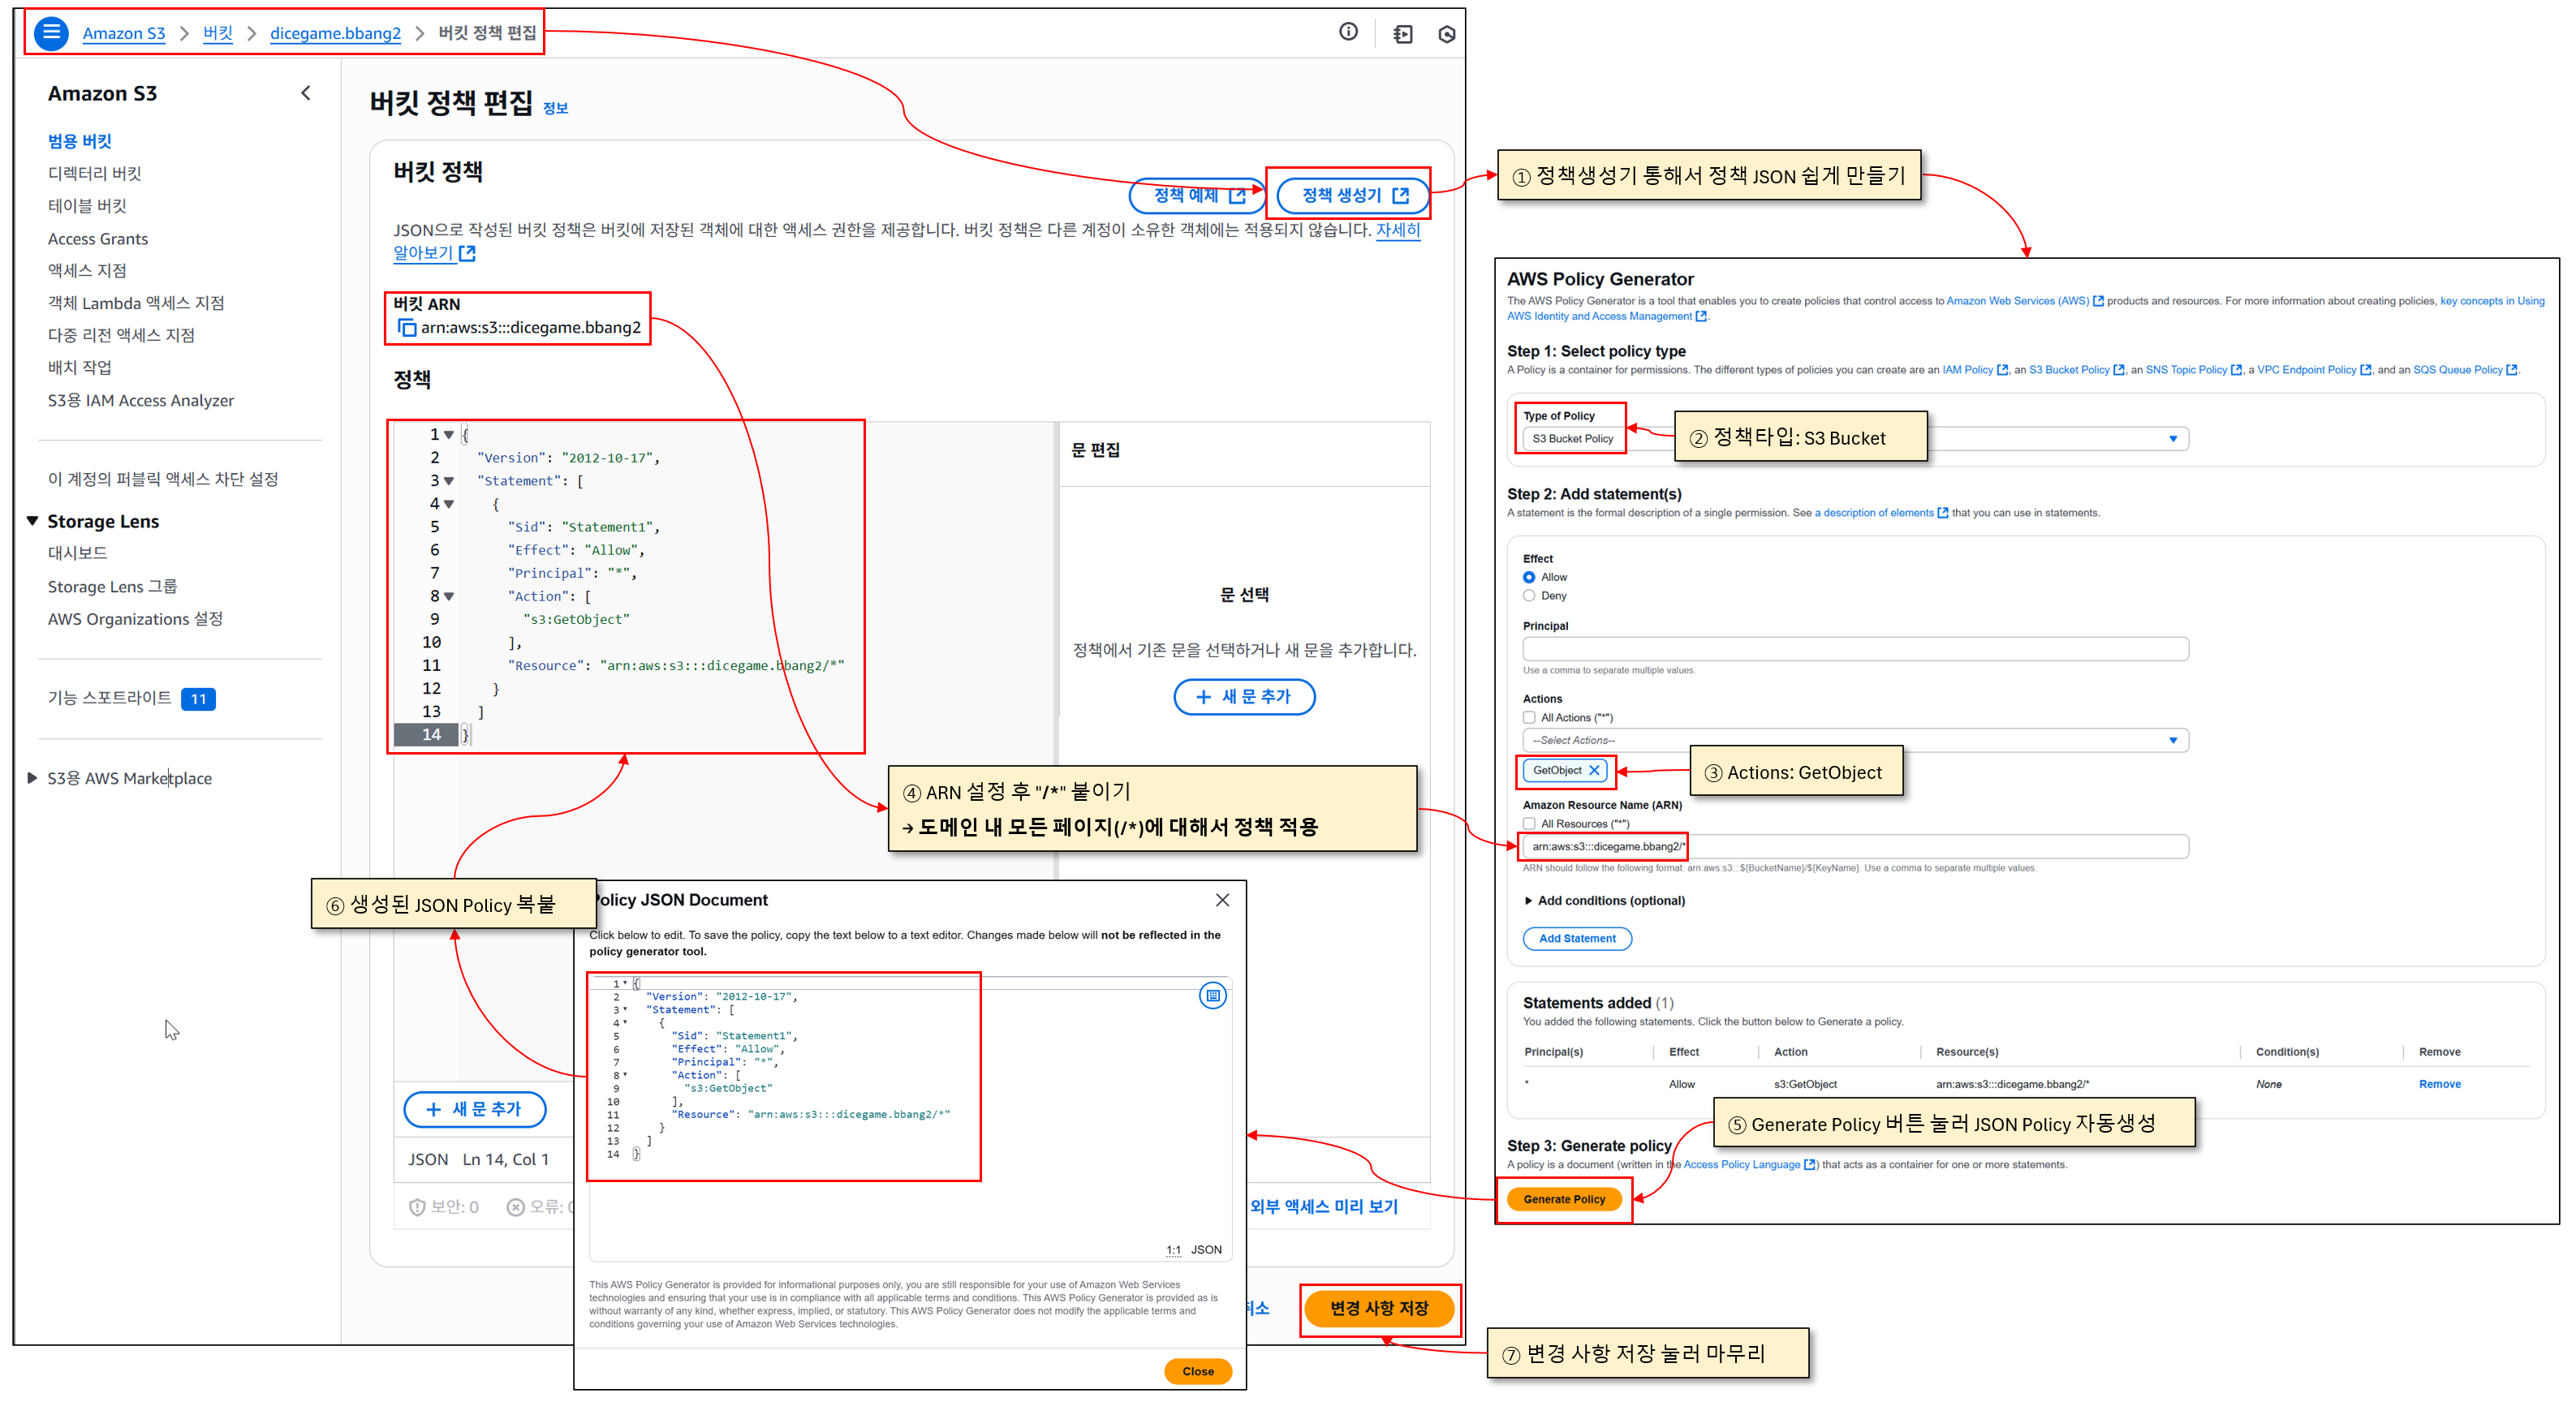 Amazon S3 > 버킷 > dicegame.bbang2 > 버킷 정책 편집
Amazon S3
범용 버킷
디렉터리 버킷
테이블 버킷
Access Grants
액세스 지점
객체 Lambda 액세스 지점
다중 리전 액세스 지점
배치 작업
S3용 IAM Access Analyzer
이 계정의 퍼블릭 액세스 차단 설정
Storage Lens
대시보드
Storage Lens 그룹
AWS Organizations 설정
기능 스포트라이트 11
S3용 AWS Marketplace
버킷 정책 편집 정보
버킷 정책
정책 예제
정책 생성기
JSON으로 작성된 버킷 정책은 버킷에 저장된 객체에 대한 액세스 권한을 제공합니다. 버킷 정책은 다른 계정이 소유한 객체에는 적용되지 않습니다. 자세히
알아보기
버킷 ARN
arn:aws:s3:::dicegame.bbang2
정책
1 {
2 "Version": "2012-10-17",
3 "Statement": [
4 {
5 "Sid": "Statement1",
6 "Effect": "Allow",
7 "Principal": "*",
8 "Action": [
9 "s3:GetObject"
10 ],
11 "Resource": "arn:aws:s3:::dicegame.bbang2/*"
12 }
13 ]
14 }
문 편집
문 선택
정책에서 기존 문을 선택하거나 새 문을 추가합니다.
+ 새 문 추가
+ 새 문 추가
JSON Ln 14, Col 1
보안: 0 오류:
외부 액세스 미리 보기
변경 사항 저장
① 정책생성기 통해서 정책 JSON 쉽게 만들기
AWS Policy Generator
The AWS Policy Generator is a tool that enables you to create policies that control access to Amazon Web Services (AWS) products and resources. For more information about creating policies, key concepts in Using
AWS Identity and Access Management.
Step 1: Select policy type
A Policy is a container for permissions. The different types of policies you can create are an IAM Policy, an S3 Bucket Policy, an SNS Topic Policy, a VPC Endpoint Policy, and an SQS Queue Policy.
Type of Policy
S3 Bucket Policy
② 정책타입: S3 Bucket
Step 2: Add statement(s)
A statement is the formal description of a single permission. See a description of elements that you can use in statements.
Effect
Allow
Deny
Principal
Use a comma to separate multiple values.
Actions
All Actions ("*")
--Select Actions--
GetObject
③ Actions: GetObject
Amazon Resource Name (ARN)
All Resources ("*")
arn:aws:s3:::dicegame.bbang2/*
ARN should follow the following format: arn:aws:s3:::${BucketName}/${KeyName}. Use a comma to separate multiple values.
④ ARN 설정 후 "/*" 붙이기
→ 도메인 내 모든 페이지(/*)에 대해서 정책 적용
Add conditions (optional)
Add Statement
Statements added (1)
You added the following statements. Click the button below to Generate a policy.
Principal(s) Effect Action Resource(s) Condition(s) Remove
* Allow s3:GetObject arn:aws:s3:::dicegame.bbang2/* None Remove
⑤ Generate Policy 버튼 눌러 JSON Policy 자동생성
Step 3: Generate policy
A policy is a document (written in the Access Policy Language) that acts as a container for one or more statements.
Generate Policy
⑥ 생성된 JSON Policy 복붙
Policy JSON Document
Click below to edit. To save the policy, copy the text below to a text editor. Changes made below will not be reflected in the
policy generator tool.
1 {
2 "Version": "2012-10-17",
3 "Statement": [
4 {
5 "Sid": "Statement1",
6 "Effect": "Allow",
7 "Principal": "*",
8 "Action": [
9 "s3:GetObject"
10 ],
11 "Resource": "arn:aws:s3:::dicegame.bbang2/*"
12 }
13 ]
14 }
1:1 JSON
This AWS Policy Generator is provided for informational purposes only, you are still responsible for your use of Amazon Web Services
technologies and ensuring that your use is in compliance with all applicable terms and conditions. This AWS Policy Generator is provided as is
without warranty of any kind, whether express, implied, or statutory. This AWS Policy Generator does not modify the applicable terms and
conditions governing your use of Amazon Web Services technologies.
Close
⑦ 변경 사항 저장 눌러 마무리